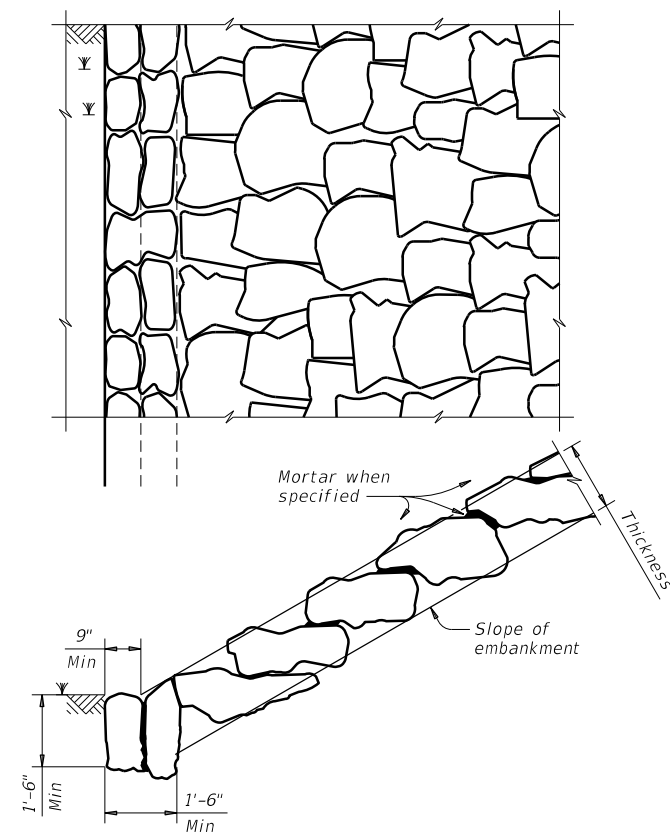 Mortar when
specified
Thickness
Slope of
embankment
9"
Min
1'-6"
Min
1'-6"
Min